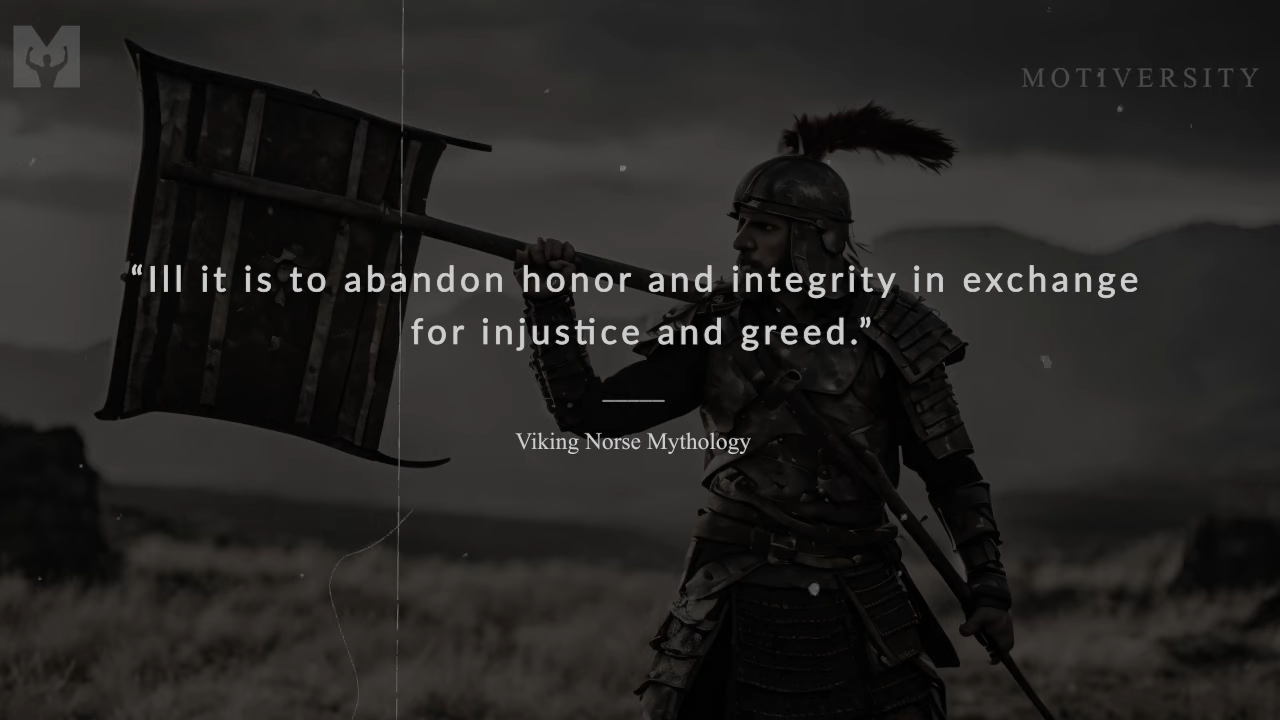 MOTIVERSITY
“Ill it is to abandon honor and integrity in exchange
for injustice and greed.”
Viking Norse Mythology